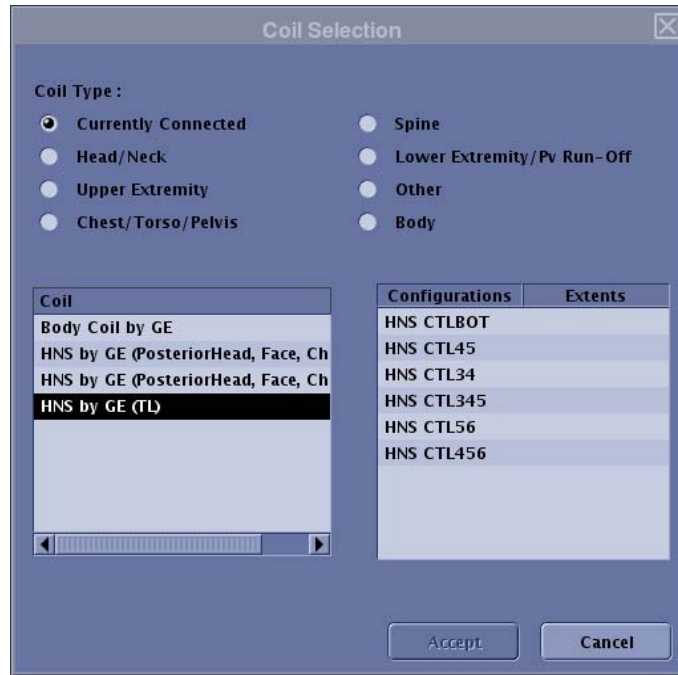 Coil Selection
Coil Type :
Currently Connected
Spine
Head/Neck
Lower Extremity/Pv Run-Off
Upper Extremity
Other
Chest/Torso/Pelvis
Body
Coil
Body Coil by GE
HNS by GE (PosteriorHead, Face, Ch
HNS by GE (PosteriorHead, Face, Ch
HNS by GE (TL)
Configurations Extents
HNS CTLBOT
HNS CTL45
HNS CTL34
HNS CTL345
HNS CTL56
HNS CTL456
Accept Cancel